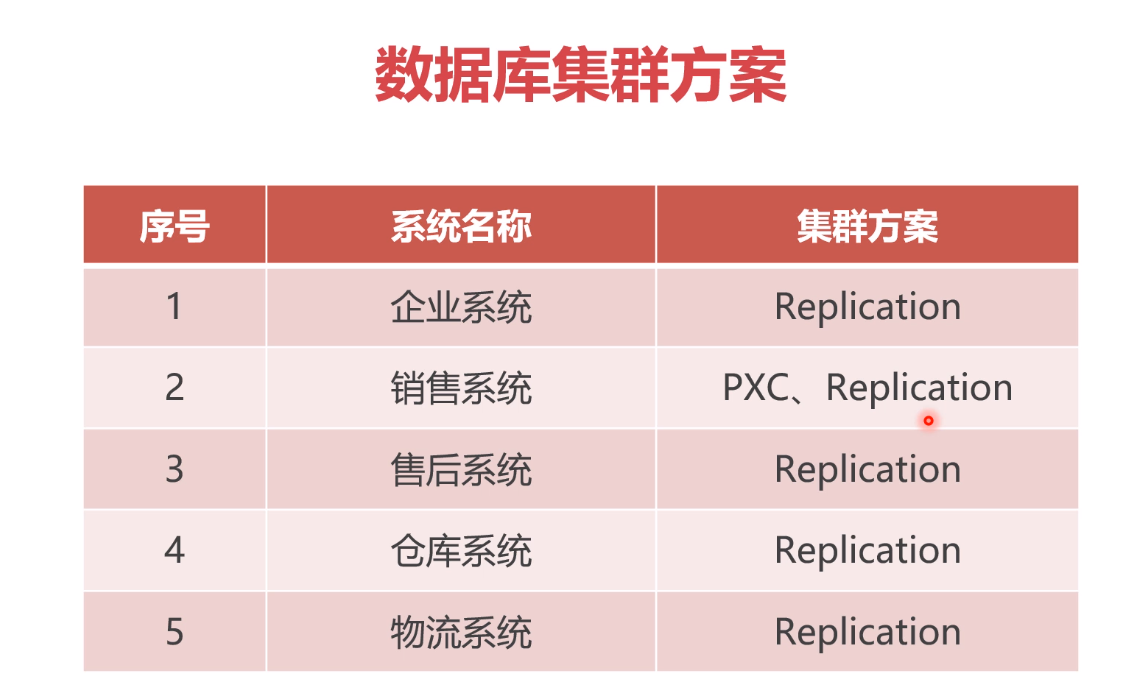 数据库集群方案
序号 系统名称 集群方案
1 企业系统 Replication
2 销售系统 PXC、Replication
3 售后系统 Replication
4 仓库系统 Replication
5 物流系统 Replication